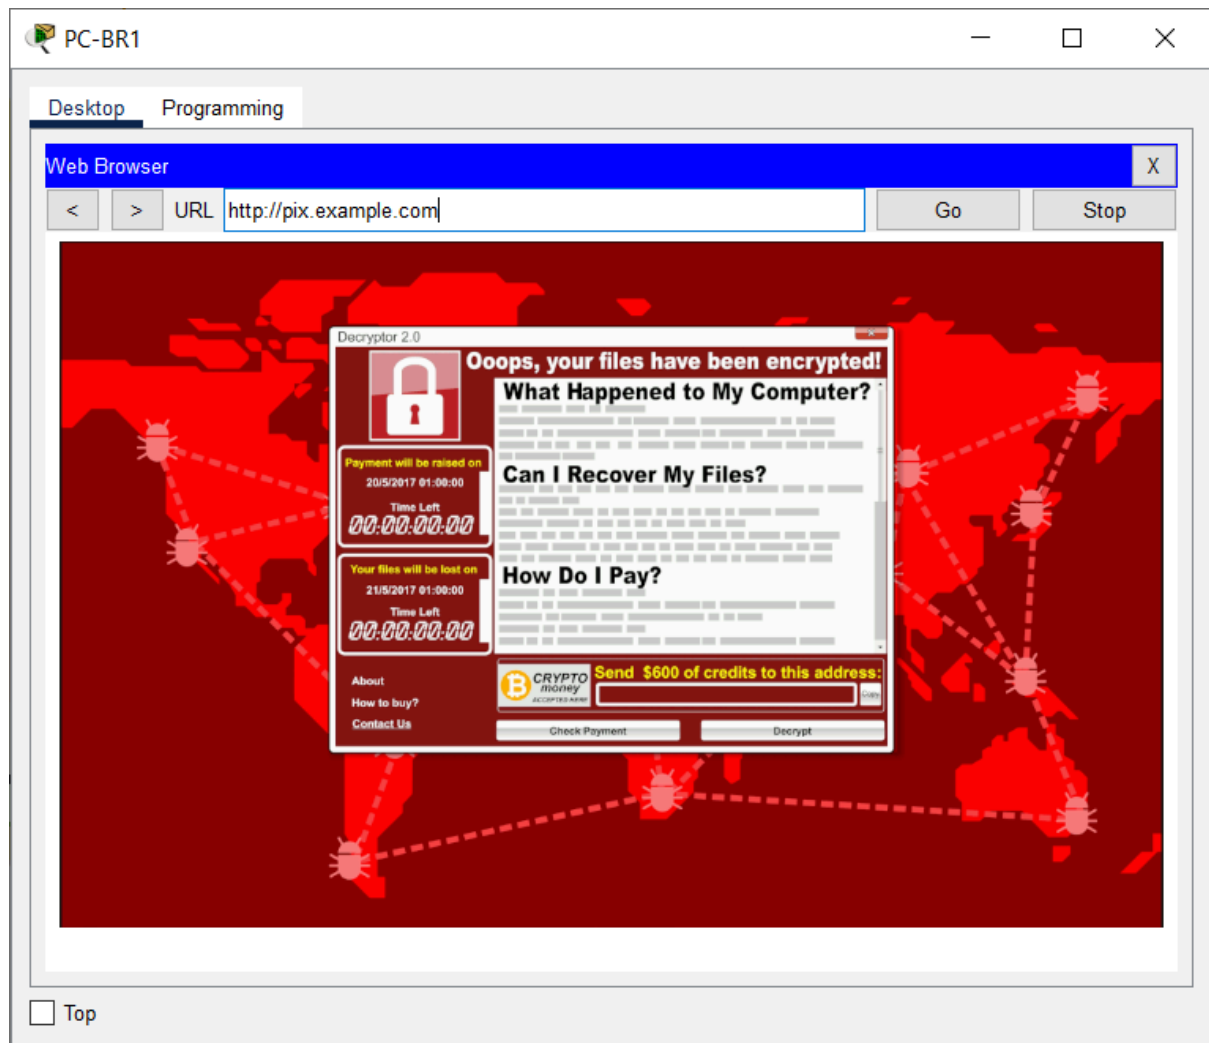 PC-BR1
Desktop Programming
Web Browser X
< > URL http://pix.example.com Go Stop
Decryptor 2.0
Ooops, your files have been encrypted!
What Happened to My Computer?
Payment will be raised on
20/5/2017 01:00:00
Time Left
00:00:00:00
Can I Recover My Files?
Your files will be lost on
21/5/2017 01:00:00
Time Left
00:00:00:00
How Do I Pay?
About
How to buy?
Contact Us
CRYPTO
money
ACCEPTED HERE
Send $600 of credits to this address:
Copy
Check Payment Decrypt
Top